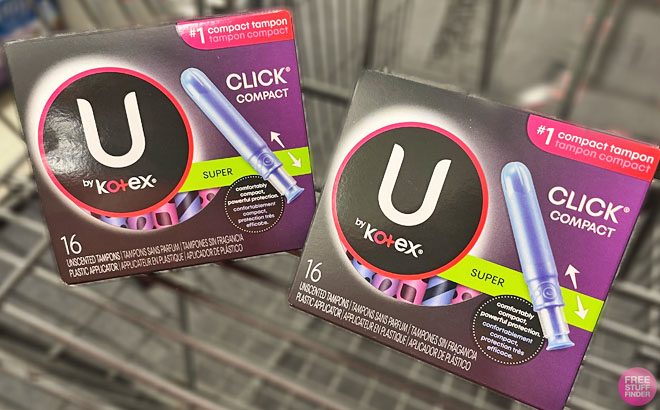 #1 compact tampon
tampon compact
CLICK®
COMPACT
U
by Kotex®
SUPER
comfortably
compact,
powerful protection.
confortablement
compact,
protection très
efficace.
16
UNSCENTED TAMPONS | TAMPONS SANS PARFUM | TAMPONES SIN FRAGANCIA
PLASTIC APPLICATOR | APPLICATEUR EN PLASTIQUE | APLICADOR DE PLÁSTICO
#1 compact tampon
tampon compact
CLICK®
COMPACT
U
by Kotex®
SUPER
comfortably
compact,
powerful protection.
confortablement
compact,
protection très
efficace.
16
UNSCENTED TAMPONS | TAMPONS SANS PARFUM | TAMPONES SIN FRAGANCIA
PLASTIC APPLICATOR | APPLICATEUR EN PLASTIQUE | APLICADOR DE PLÁSTICO
FREE
STUFF
FINDER